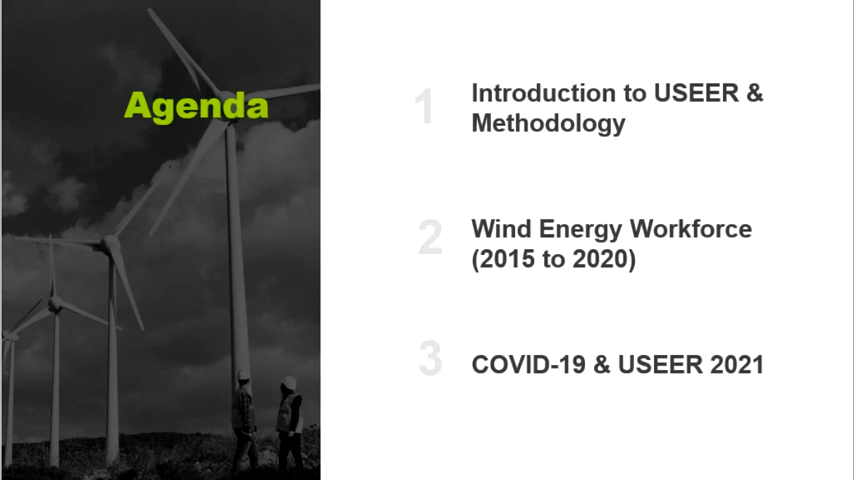 Agenda
1
Introduction to USEER &
Methodology
2
Wind Energy Workforce
(2015 to 2020)
3
COVID-19 & USEER 2021